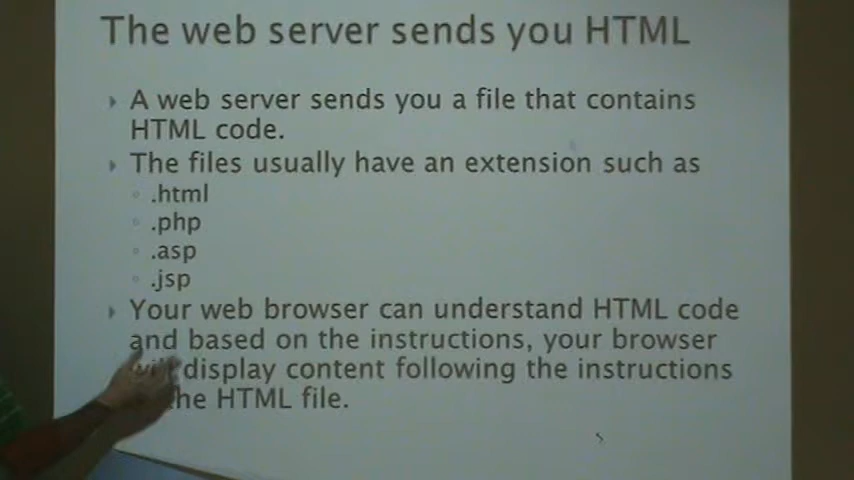 The web server sends you HTML
A web server sends you a file that contains
HTML code.
The files usually have an extension such as
.html
.php
.asp
.jsp
Your web browser can understand HTML code
and based on the instructions, your browser
will display content following the instructions
the HTML file.